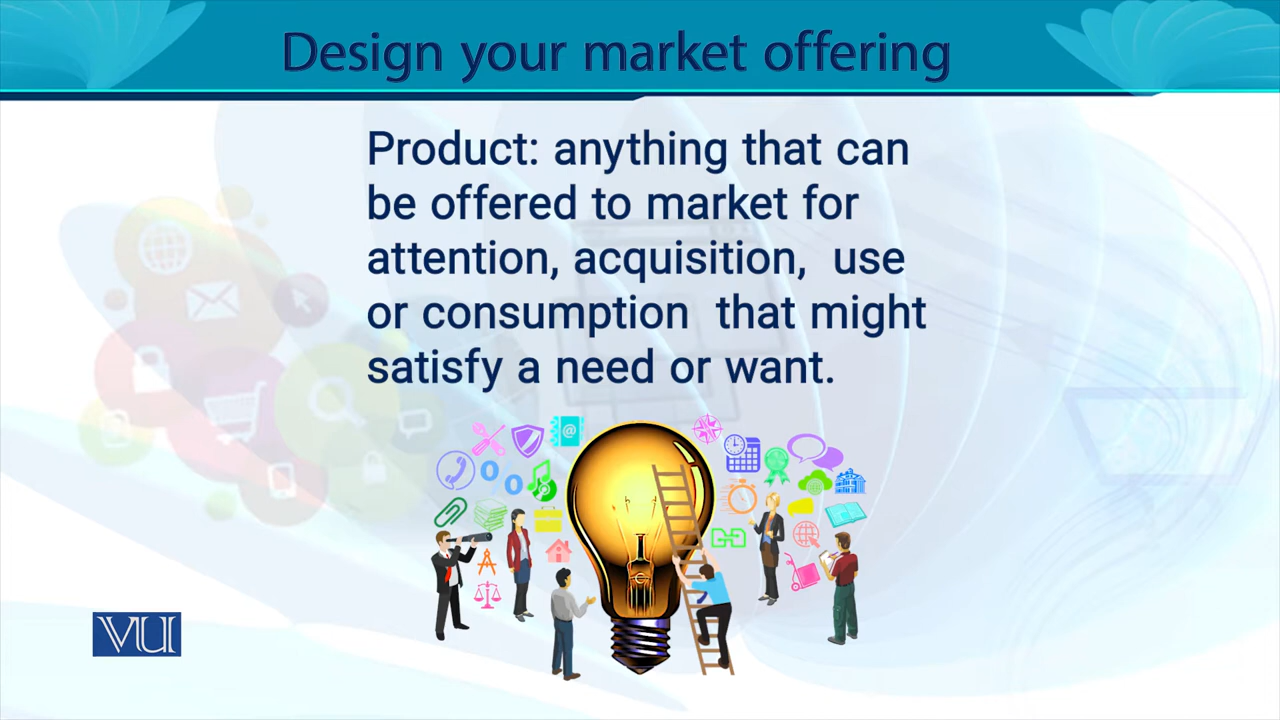 Design your market offering
Product: anything that can
be offered to market for
attention, acquisition,  use
or consumption  that might
satisfy a need or want.
VU